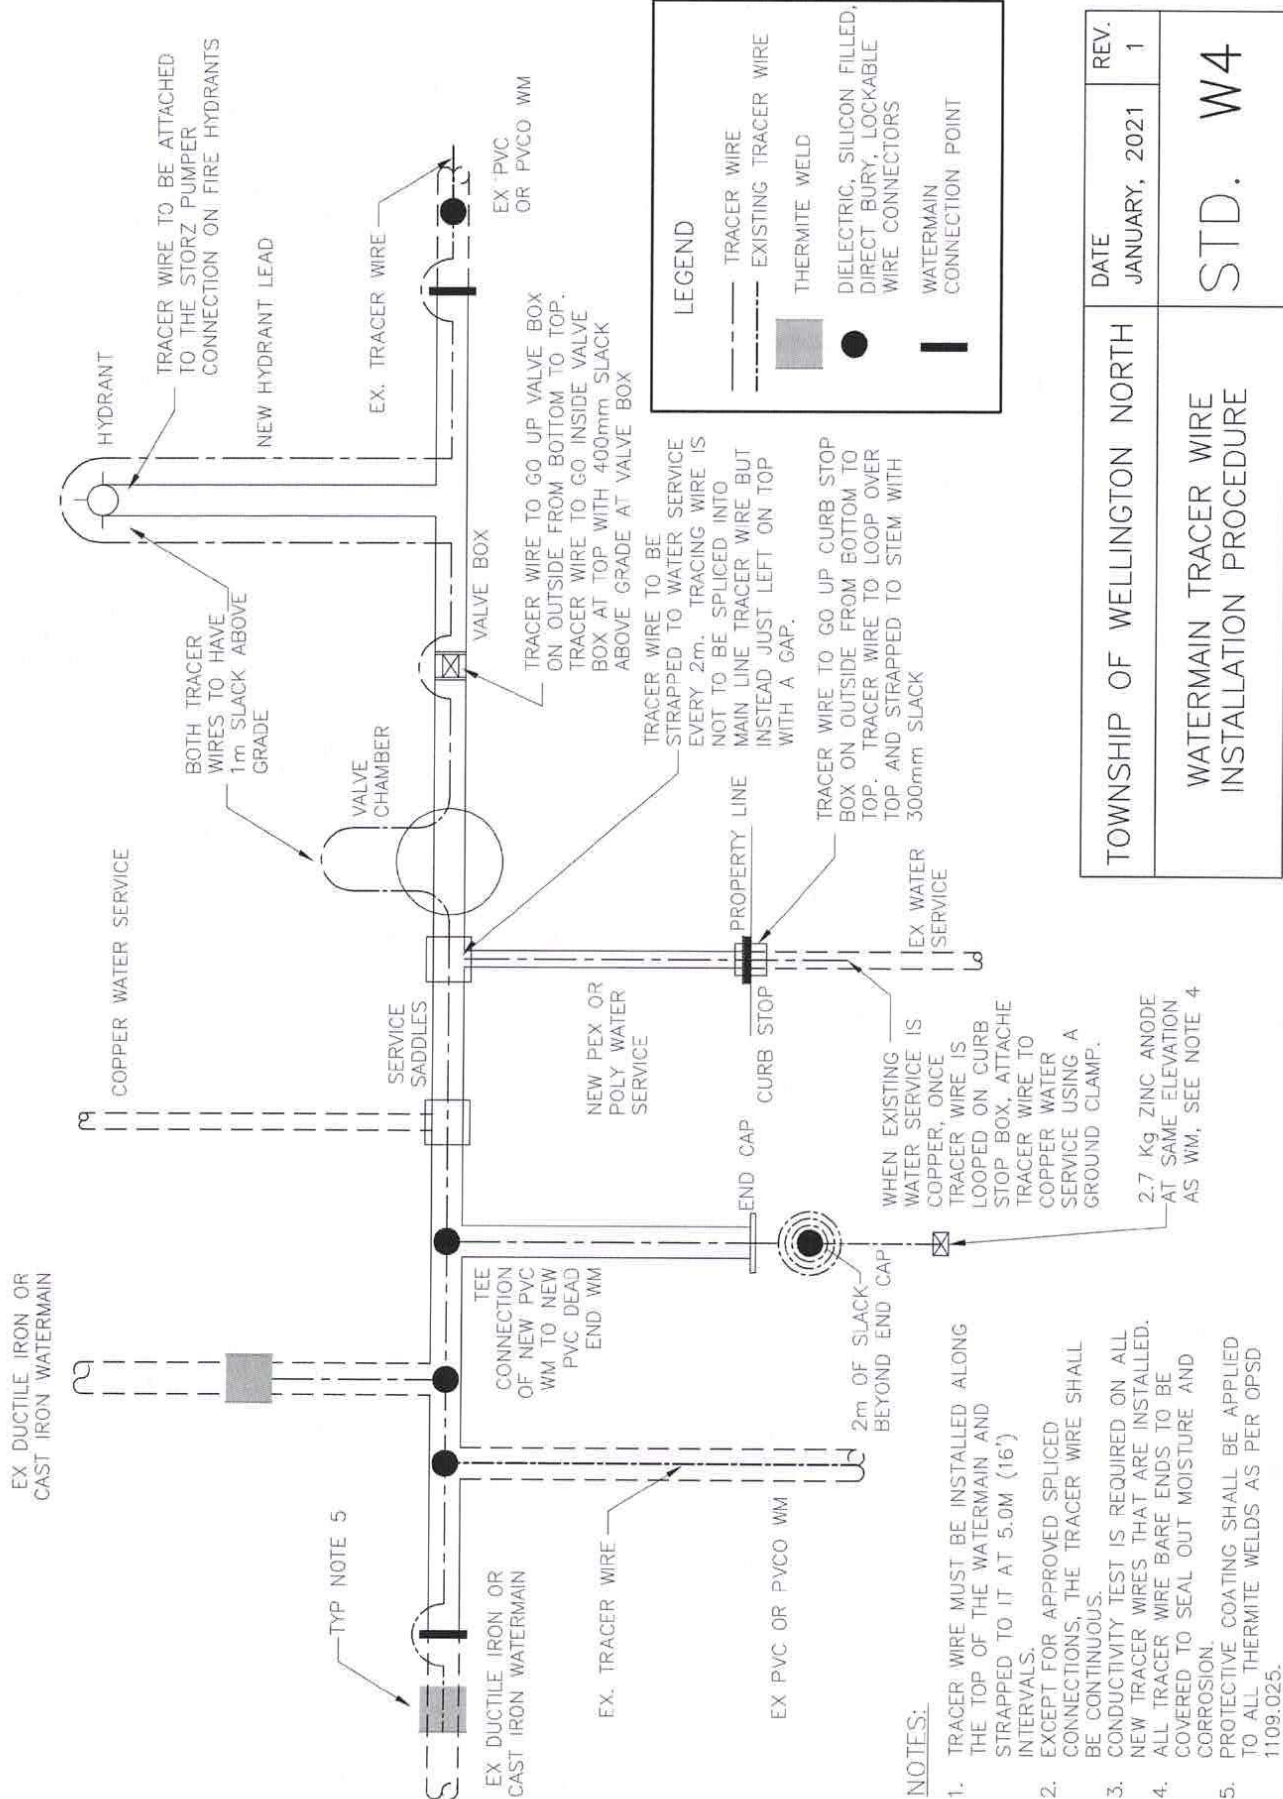 EX DUCTILE IRON OR
CAST IRON WATERMAIN
COPPER WATER SERVICE
HYDRANT
TRACER WIRE TO BE ATTACHED
TO THE STORZ PUMPER
CONNECTION ON FIRE HYDRANTS
NEW HYDRANT LEAD
BOTH TRACER
WIRES TO HAVE
1m SLACK ABOVE
GRADE
VALVE
CHAMBER
TYP NOTE 5
SERVICE
SADDLES
EX. TRACER WIRE
EX PVC
OR PVCO WM
VALVE BOX
TRACER WIRE TO GO UP VALVE BOX
ON OUTSIDE FROM BOTTOM TO TOP.
TRACER WIRE TO GO INSIDE VALVE
BOX AT TOP WITH 400mm SLACK
ABOVE GRADE AT VALVE BOX
EX DUCTILE IRON OR
CAST IRON WATERMAIN
EX. TRACER WIRE
EX PVC OR PVCO WM
TEE
CONNECTION
OF NEW PVC
WM TO NEW
PVC DEAD
END WM
NEW PEX OR
POLY WATER
SERVICE
TRACER WIRE TO BE
STRAPPED TO WATER SERVICE
EVERY 2m. TRACING WIRE IS
NOT TO BE SPLICED INTO
MAIN LINE TRACER WIRE BUT
INSTEAD JUST LEFT ON TOP
WITH A GAP.
END CAP
CURB STOP
PROPERTY LINE
TRACER WIRE TO GO UP CURB STOP
BOX ON OUTSIDE FROM BOTTOM TO
TOP. TRACER WIRE TO LOOP OVER
TOP AND STRAPPED TO STEM WITH
300mm SLACK
2m OF SLACK
BEYOND END CAP
WHEN EXISTING
WATER SERVICE IS
COPPER, ONCE
TRACER WIRE IS
LOOPED ON CURB
STOP BOX, ATTACHE
TRACER WIRE TO
COPPER WATER
SERVICE USING A
GROUND CLAMP.
EX WATER
SERVICE
2.7 Kg ZINC ANODE
AT SAME ELEVATION
AS WM. SEE NOTE 4
LEGEND
TRACER WIRE
EXISTING TRACER WIRE
THERMITE WELD
DIELECTRIC, SILICON FILLED,
DIRECT BURY, LOCKABLE
WIRE CONNECTORS
WATERMAIN
CONNECTION POINT
NOTES:
1. TRACER WIRE MUST BE INSTALLED ALONG
THE TOP OF THE WATERMAIN AND
STRAPPED TO IT AT 5.0M (16')
INTERVALS.
2. EXCEPT FOR APPROVED SPLICED
CONNECTIONS, THE TRACER WIRE SHALL
BE CONTINUOUS.
3. CONDUCTIVITY TEST IS REQUIRED ON ALL
NEW TRACER WIRES THAT ARE INSTALLED.
4. ALL TRACER WIRE BARE ENDS TO BE
COVERED TO SEAL OUT MOISTURE AND
CORROSION.
5. PROTECTIVE COATING SHALL BE APPLIED
TO ALL THERMITE WELDS AS PER OPSD
1109.025.
TOWNSHIP OF WELLINGTON NORTH
DATE
JANUARY, 2021
REV.
1
WATERMAIN TRACER WIRE
INSTALLATION PROCEDURE
STD. W4